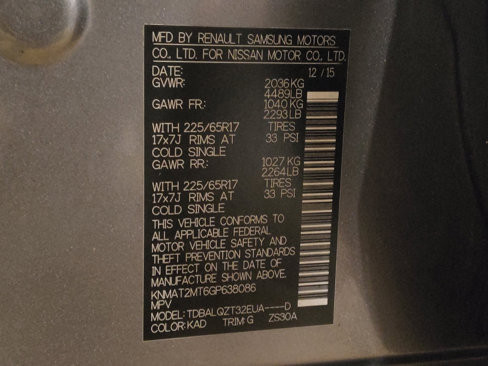 MFD BY RENAULT SAMSUNG MOTORS
CO., LTD. FOR NISSAN MOTOR CO., LTD.
DATE: 12 / 15
GVWR: 2036KG
4489LB
GAWR FR: 1040 KG
2293LB
WITH 225/65R17 TIRES
17x7J RIMS AT 33 PSI
COLD SINGLE
GAWR RR: 1027 KG
2264LB
WITH 225/65R17 TIRES
17x7J RIMS AT 33 PSI
COLD SINGLE
THIS VEHICLE CONFORMS TO
ALL APPLICABLE FEDERAL
MOTOR VEHICLE SAFETY AND
THEFT PREVENTION STANDARDS
IN EFFECT ON THE DATE OF
MANUFACTURE SHOWN ABOVE.
KNMAT2MT6GP638086
MPV
MODEL: TDBALQZT32EUA----D
COLOR: KAD TRIM: G ZS30A